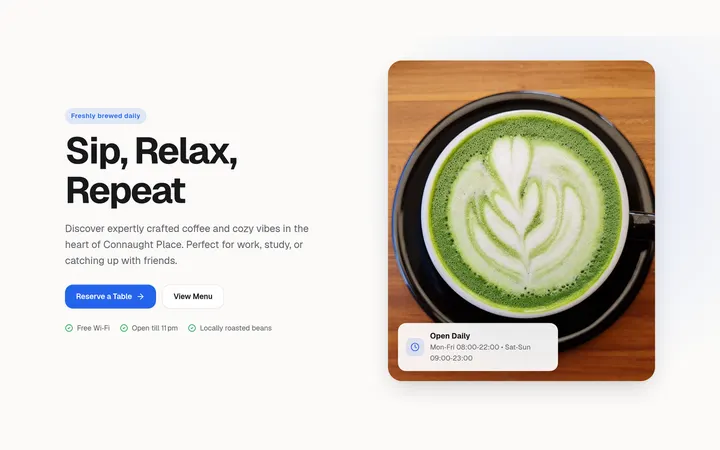 Freshly brewed daily
Sip, Relax,
Repeat
Discover expertly crafted coffee and cozy vibes in the
heart of Connaught Place. Perfect for work, study, or
catching up with friends.
Reserve a Table →
View Menu
Free Wi-Fi
Open till 11 pm
Locally roasted beans
Open Daily
Mon-Fri 08:00-22:00 • Sat-Sun
09:00-23:00